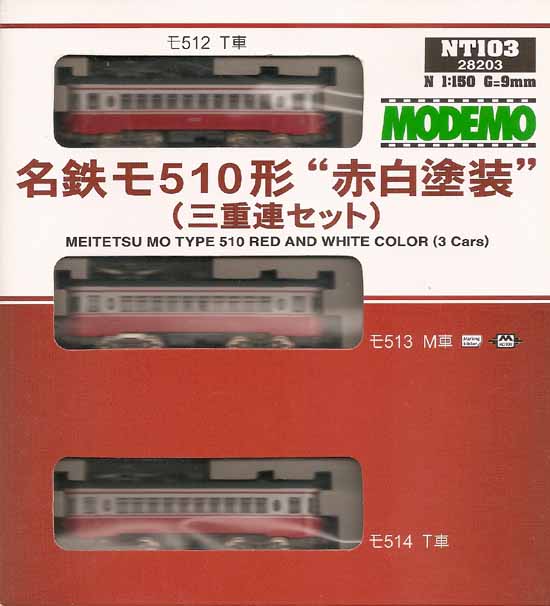 モ512 T車
NT103
28203
N 1:150 G=9mm
MODEMO
名鉄モ510形“赤白塗装”
(三重連セット)
MEITETSU MO TYPE 510 RED AND WHITE COLOR (3 Cars)
モ513 M車
モ514 T車